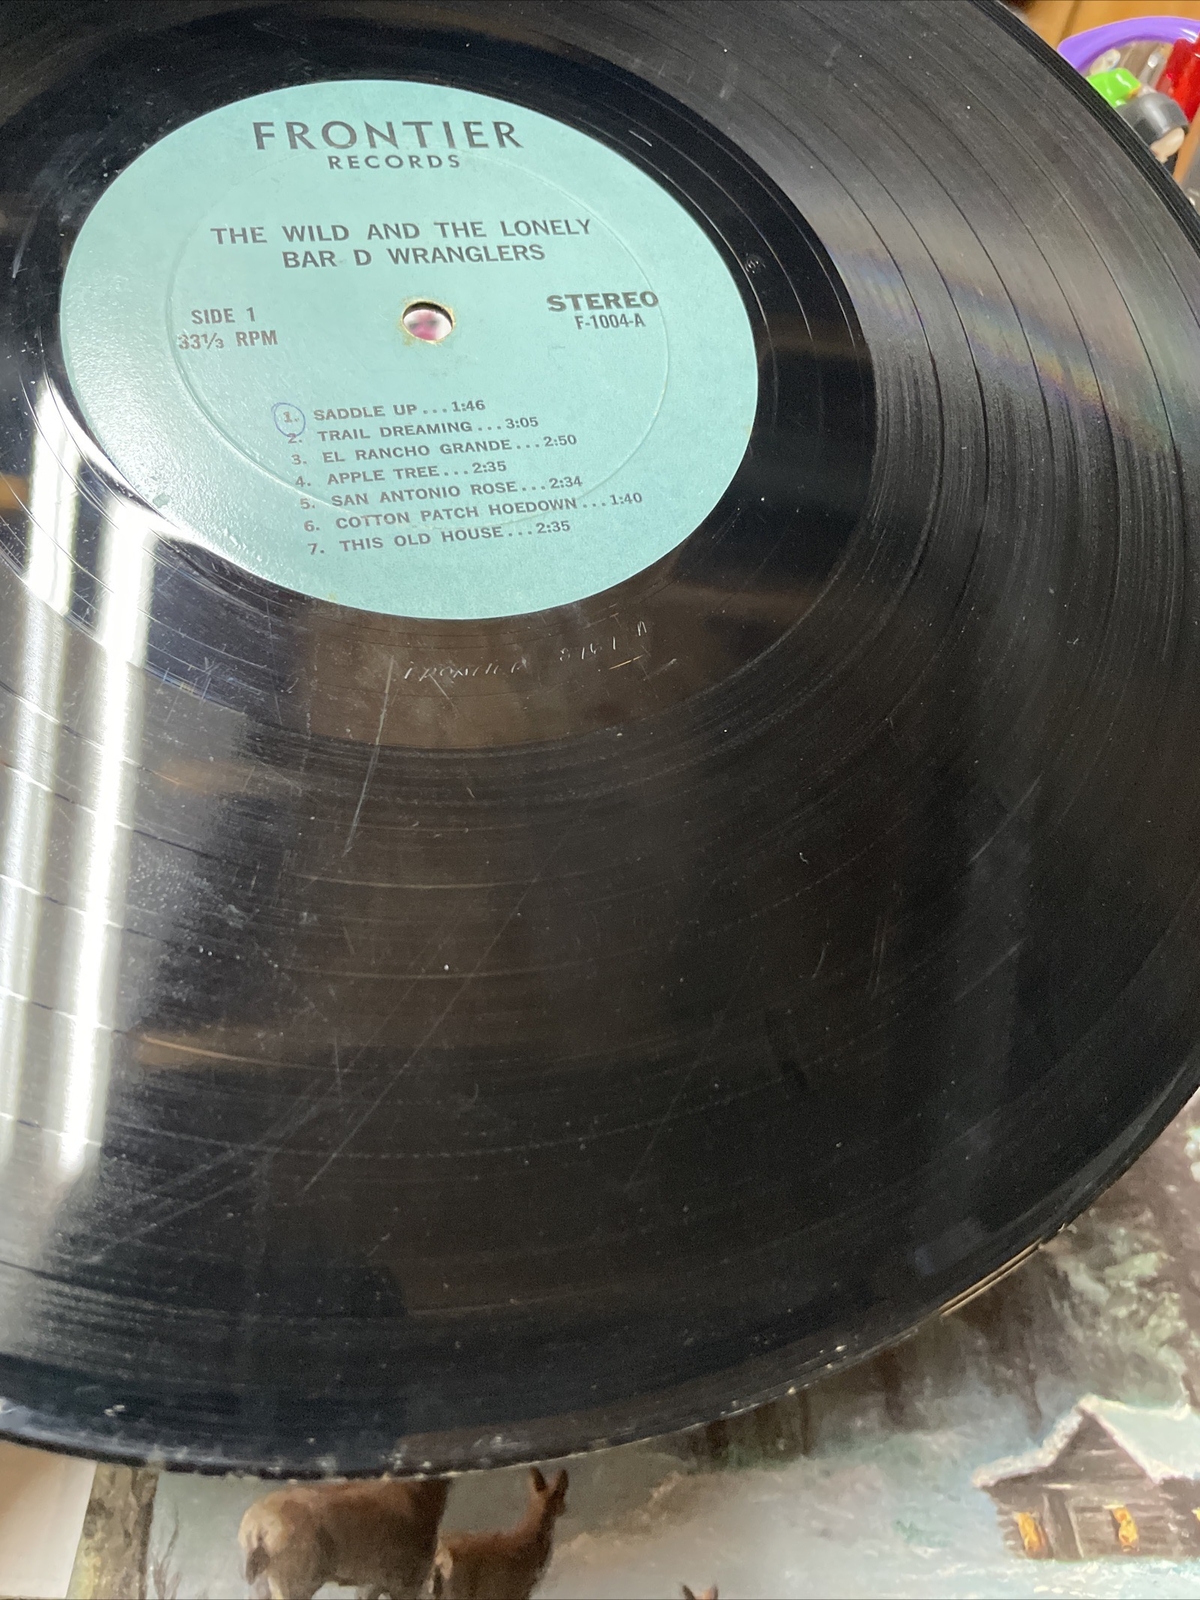 FRONTIER
RECORDS
THE WILD AND THE LONELY
BAR D WRANGLERS
SIDE 1
33⅓ RPM
STEREO
F-1004-A
1. SADDLE UP...1:46
2. TRAIL DREAMING...3:05
3. EL RANCHO GRANDE...2:50
4. APPLE TREE...2:35
5. SAN ANTONIO ROSE...2:34
6. COTTON PATCH HOEDOWN...1:40
7. THIS OLD HOUSE...2:35